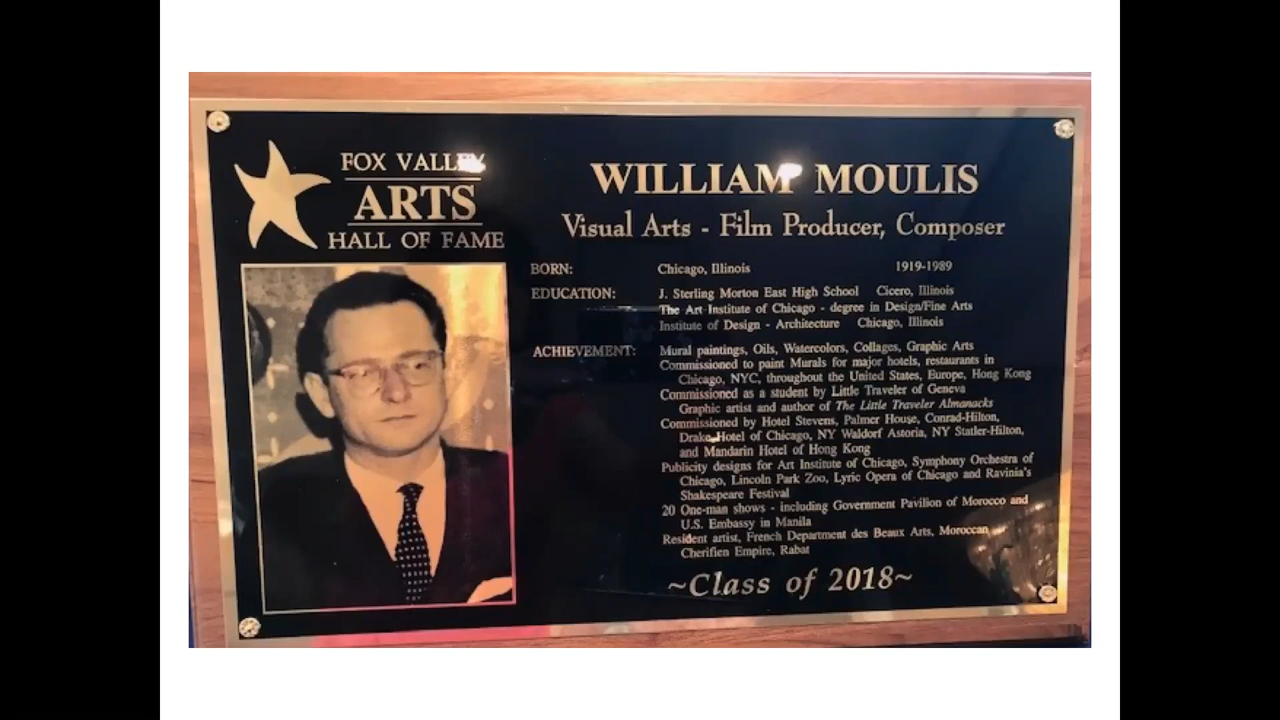 FOX VALLEY
ARTS
HALL OF FAME
WILLIAM MOULIS
Visual Arts - Film Producer, Composer
BORN: Chicago, Illinois 1919-1989
EDUCATION: J. Sterling Morton East High School Cicero, Illinois
The Art Institute of Chicago - degree in Design/Fine Arts
Institute of Design - Architecture Chicago, Illinois
ACHIEVEMENT: Mural paintings, Oils, Watercolors, Collages, Graphic Arts
Commissioned to paint Murals for major hotels, restaurants in
Chicago, NYC, throughout the United States, Europe, Hong Kong
Commissioned as a student by Little Traveler of Geneva
Graphic artist and author of The Little Traveler Almanacks
Commissioned by Hotel Stevens, Palmer House, Conrad-Hilton,
Drake Hotel of Chicago, NY Waldorf Astoria, NY Statler-Hilton,
and Mandarin Hotel of Hong Kong
Publicity designs for Art Institute of Chicago, Symphony Orchestra of
Chicago, Lincoln Park Zoo, Lyric Opera of Chicago and Ravinia's
Shakespeare Festival
20 One-man shows - including Government Pavilion of Morocco and
U.S. Embassy in Manila
Resident artist, French Department des Beaux Arts, Moroccan
Cherifien Empire, Rabat
~Class of 2018~